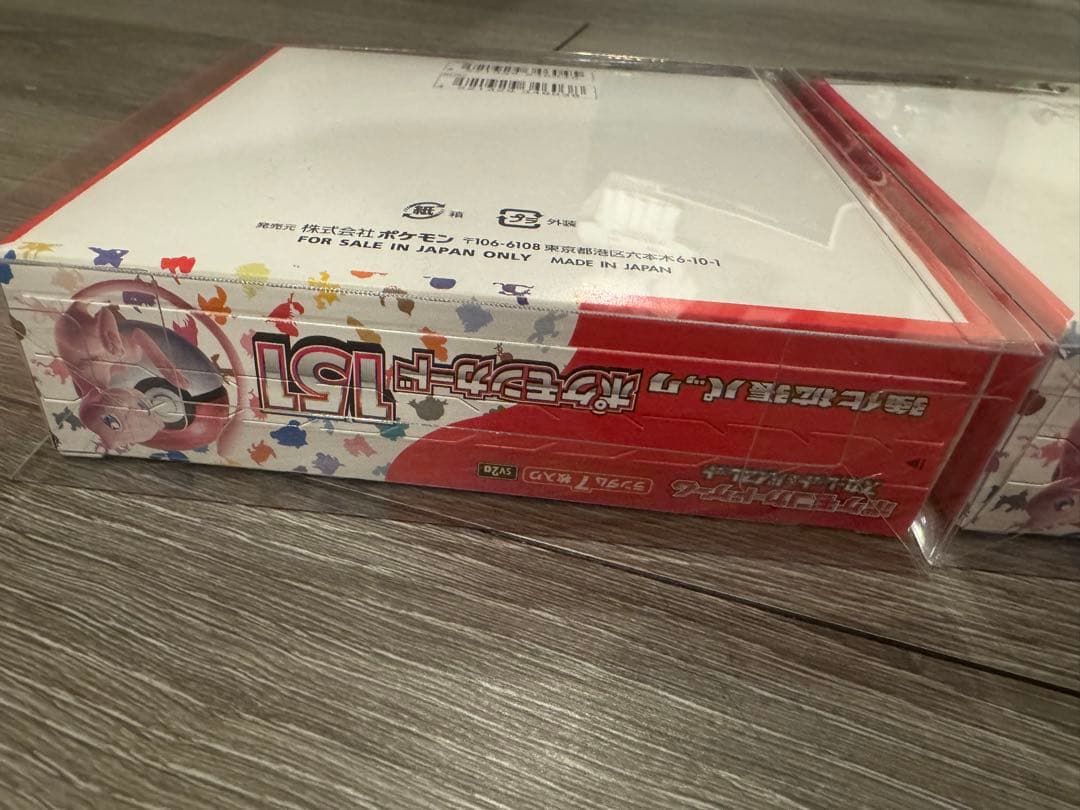 紙 箱 プラ 外装
発売元 株式会社ポケモン 〒106-6108 東京都港区六本木6-10-1
FOR SALE IN JAPAN ONLY MADE IN JAPAN
ポケモンカードゲーム
スカーレット&バイオレット
ランダム7枚入り
sv2a
強化拡張パック
ポケモンカード151